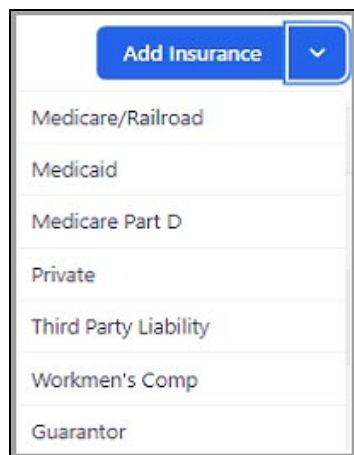 Add Insurance
Medicare/Railroad
Medicaid
Medicare Part D
Private
Third Party Liability
Workmen's Comp
Guarantor